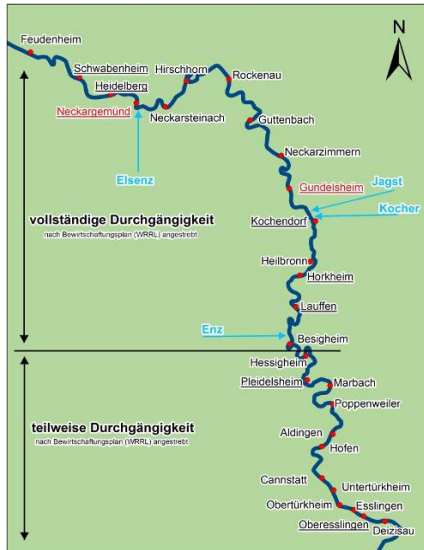 N
Feudenheim
Schwabenheim
Hirschhorn
Heidelberg
Rockenau
Neckargemünd
Neckarsteinach
Guttenbach
Neckarzimmern
Elsenz
Gundelsheim
Jagst
Kocher
vollständige Durchgängigkeit
Kochendorf
nach Bewirtschaftungsplan (WRRL) angestrebt
Heilbronn
Horkheim
Lauffen
Enz
Besigheim
Hessigheim
Pleidelsheim
Marbach
Poppenweiler
teilweise Durchgängigkeit
nach Bewirtschaftungsplan (WRRL) angestrebt
Aldingen
Hofen
Cannstatt
Untertürkheim
Obertürkheim
Esslingen
Oberesslingen
Deizisau